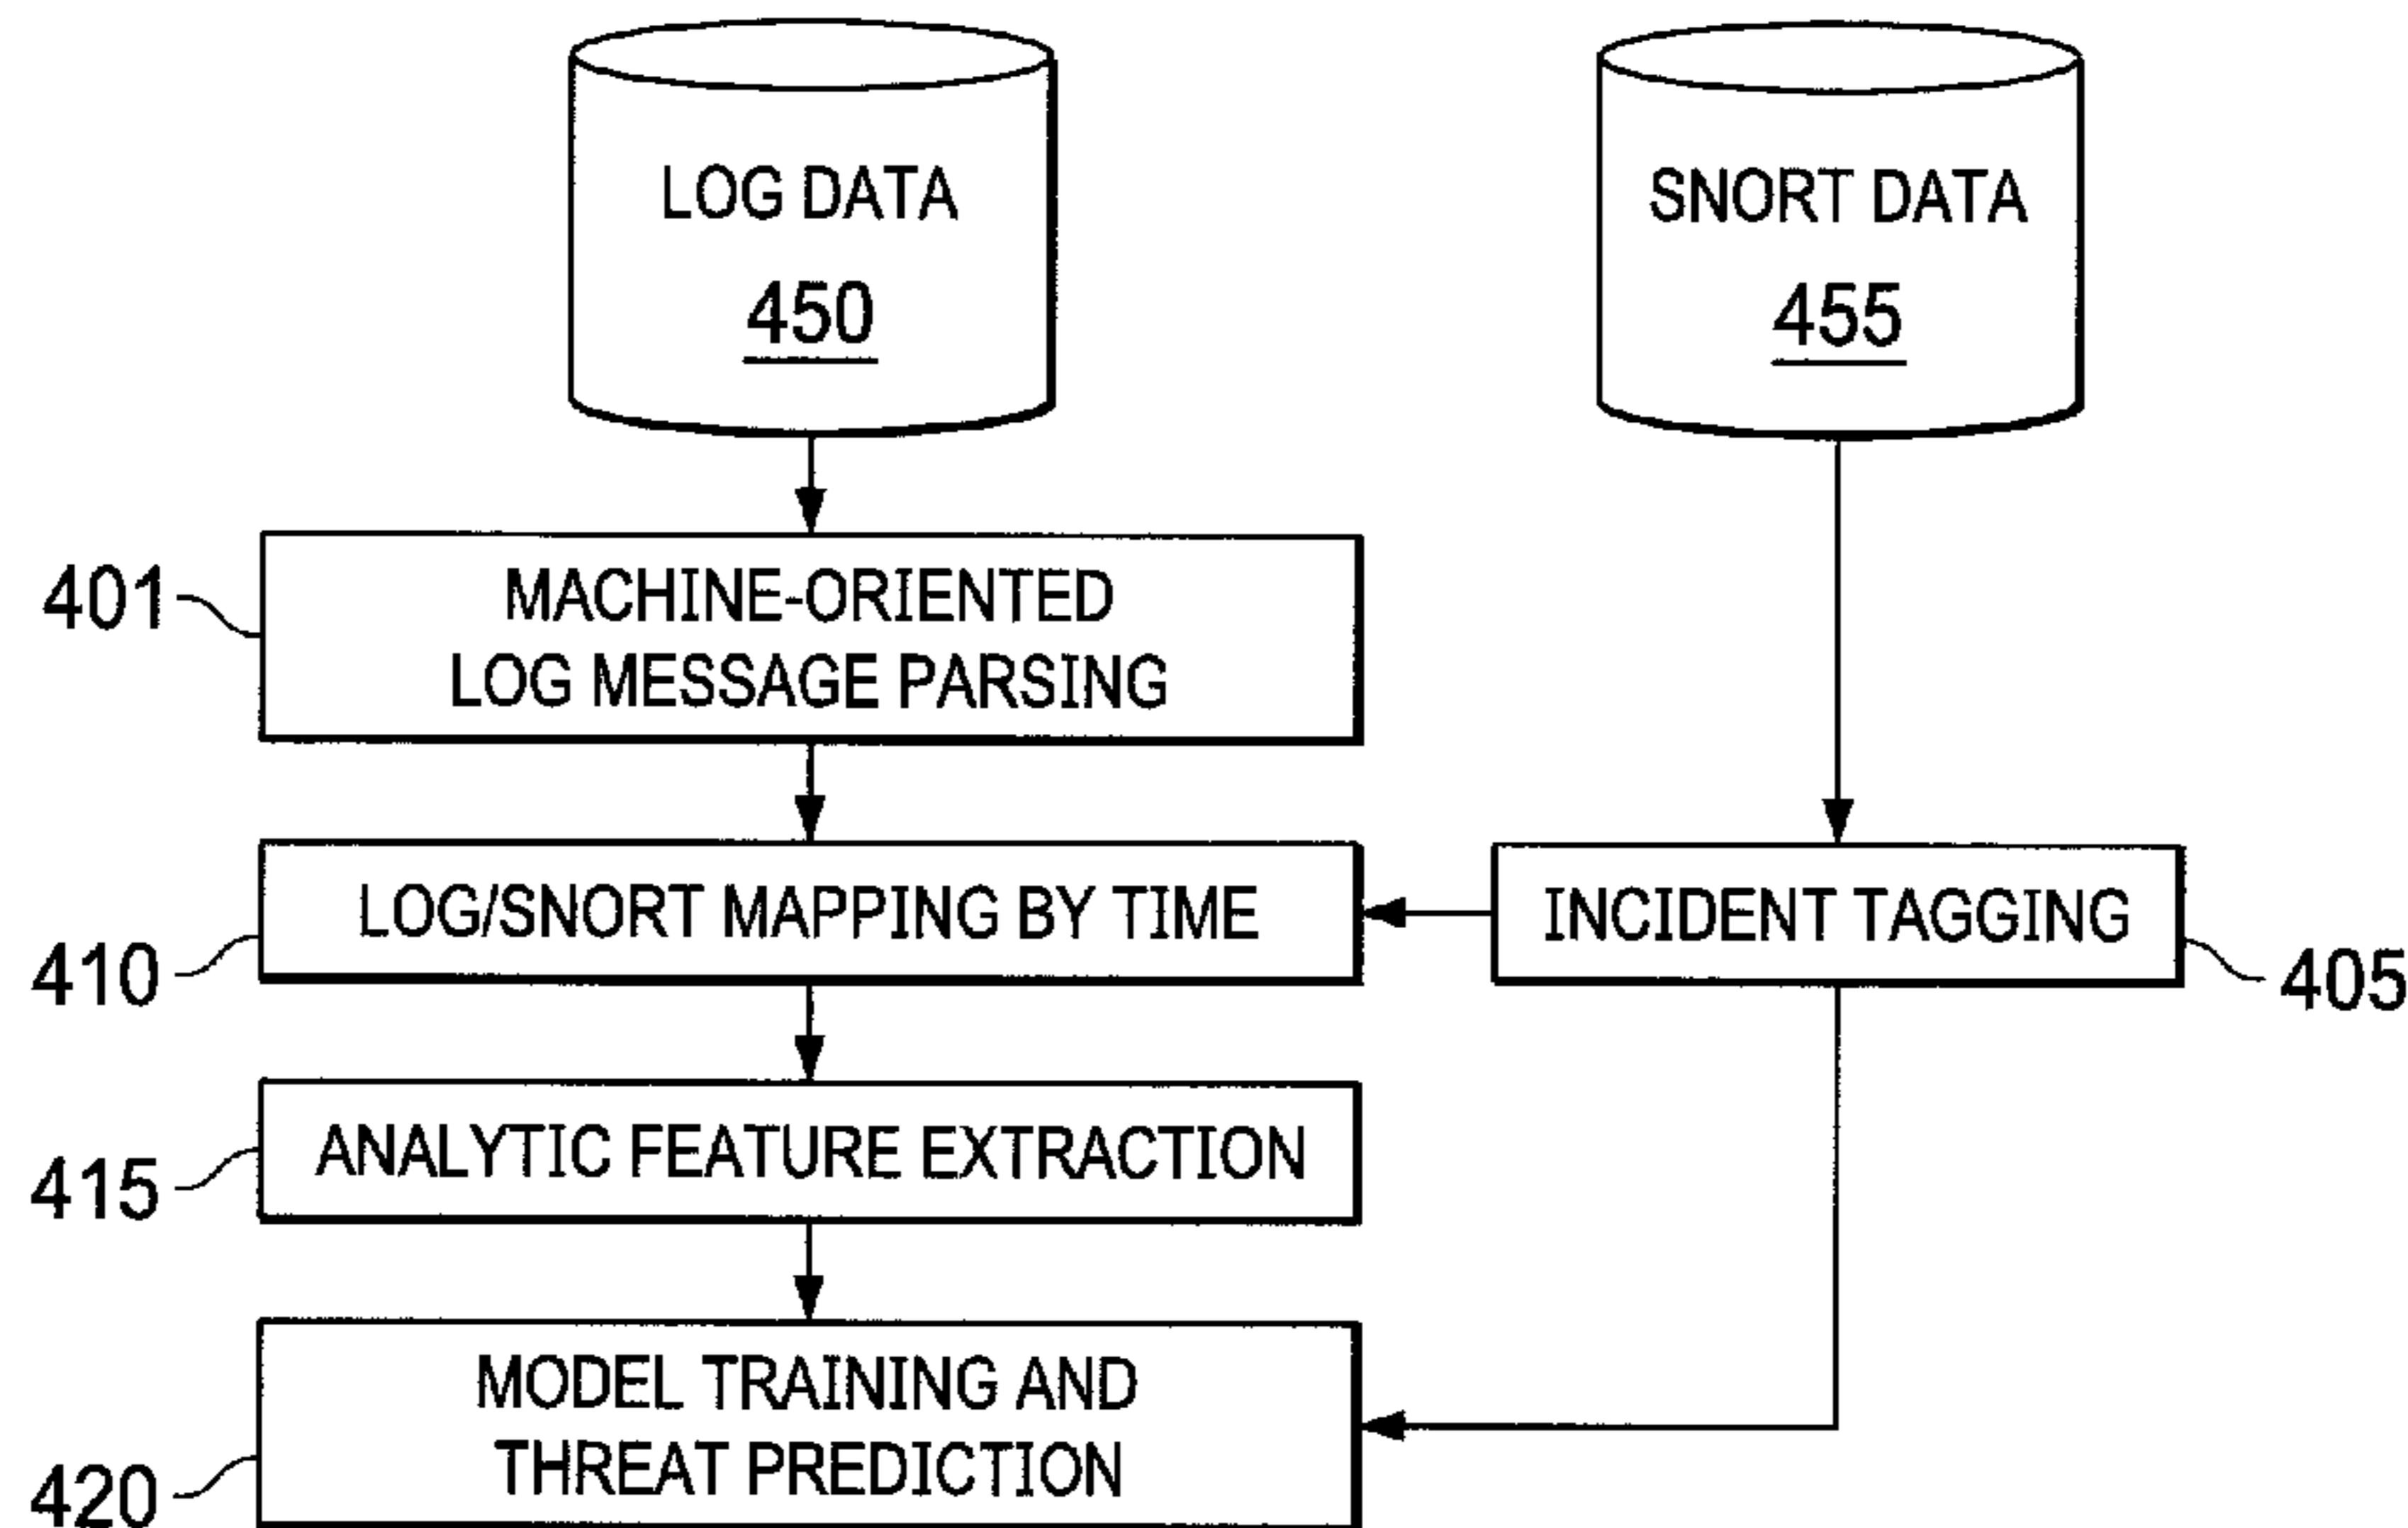 LOG DATA
450
SNORT DATA
455
401
MACHINE-ORIENTED
LOG MESSAGE PARSING
410
LOG/SNORT MAPPING BY TIME
INCIDENT TAGGING
405
415
ANALYTIC FEATURE EXTRACTION
420
MODEL TRAINING AND
THREAT PREDICTION